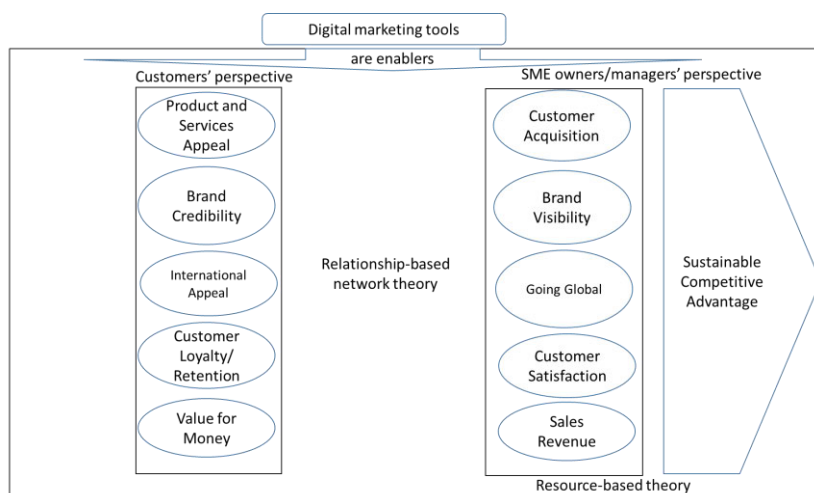 Digital marketing tools
are enablers
Customers' perspective
SME owners/managers' perspective
Product and
Services
Appeal
Brand
Credibility
International
Appeal
Customer
Loyalty/
Retention
Value for
Money
Relationship-based
network theory
Customer
Acquisition
Brand
Visibility
Going Global
Customer
Satisfaction
Sales
Revenue
Sustainable
Competitive
Advantage
Resource-based theory